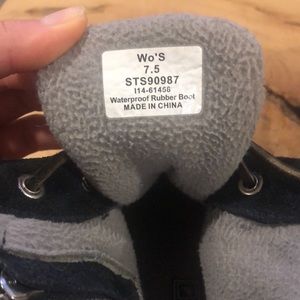 Wo'S
7.5
STS90987
I14-61456
Waterproof Rubber Boot
MADE IN CHINA